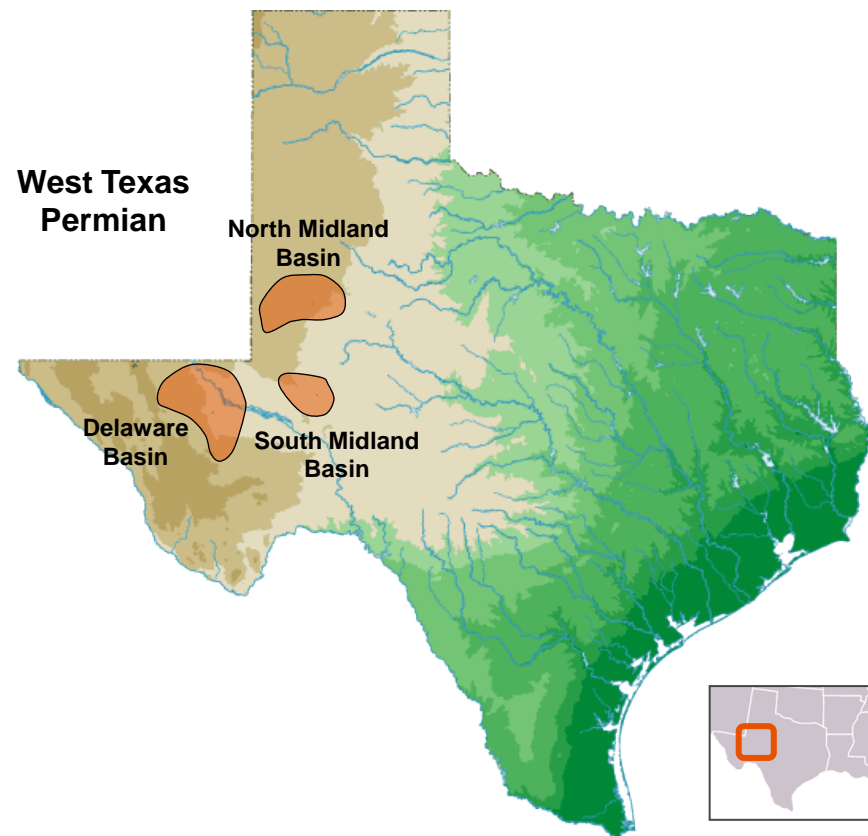 West Texas
Permian
North Midland
Basin
Delaware
Basin
South Midland
Basin